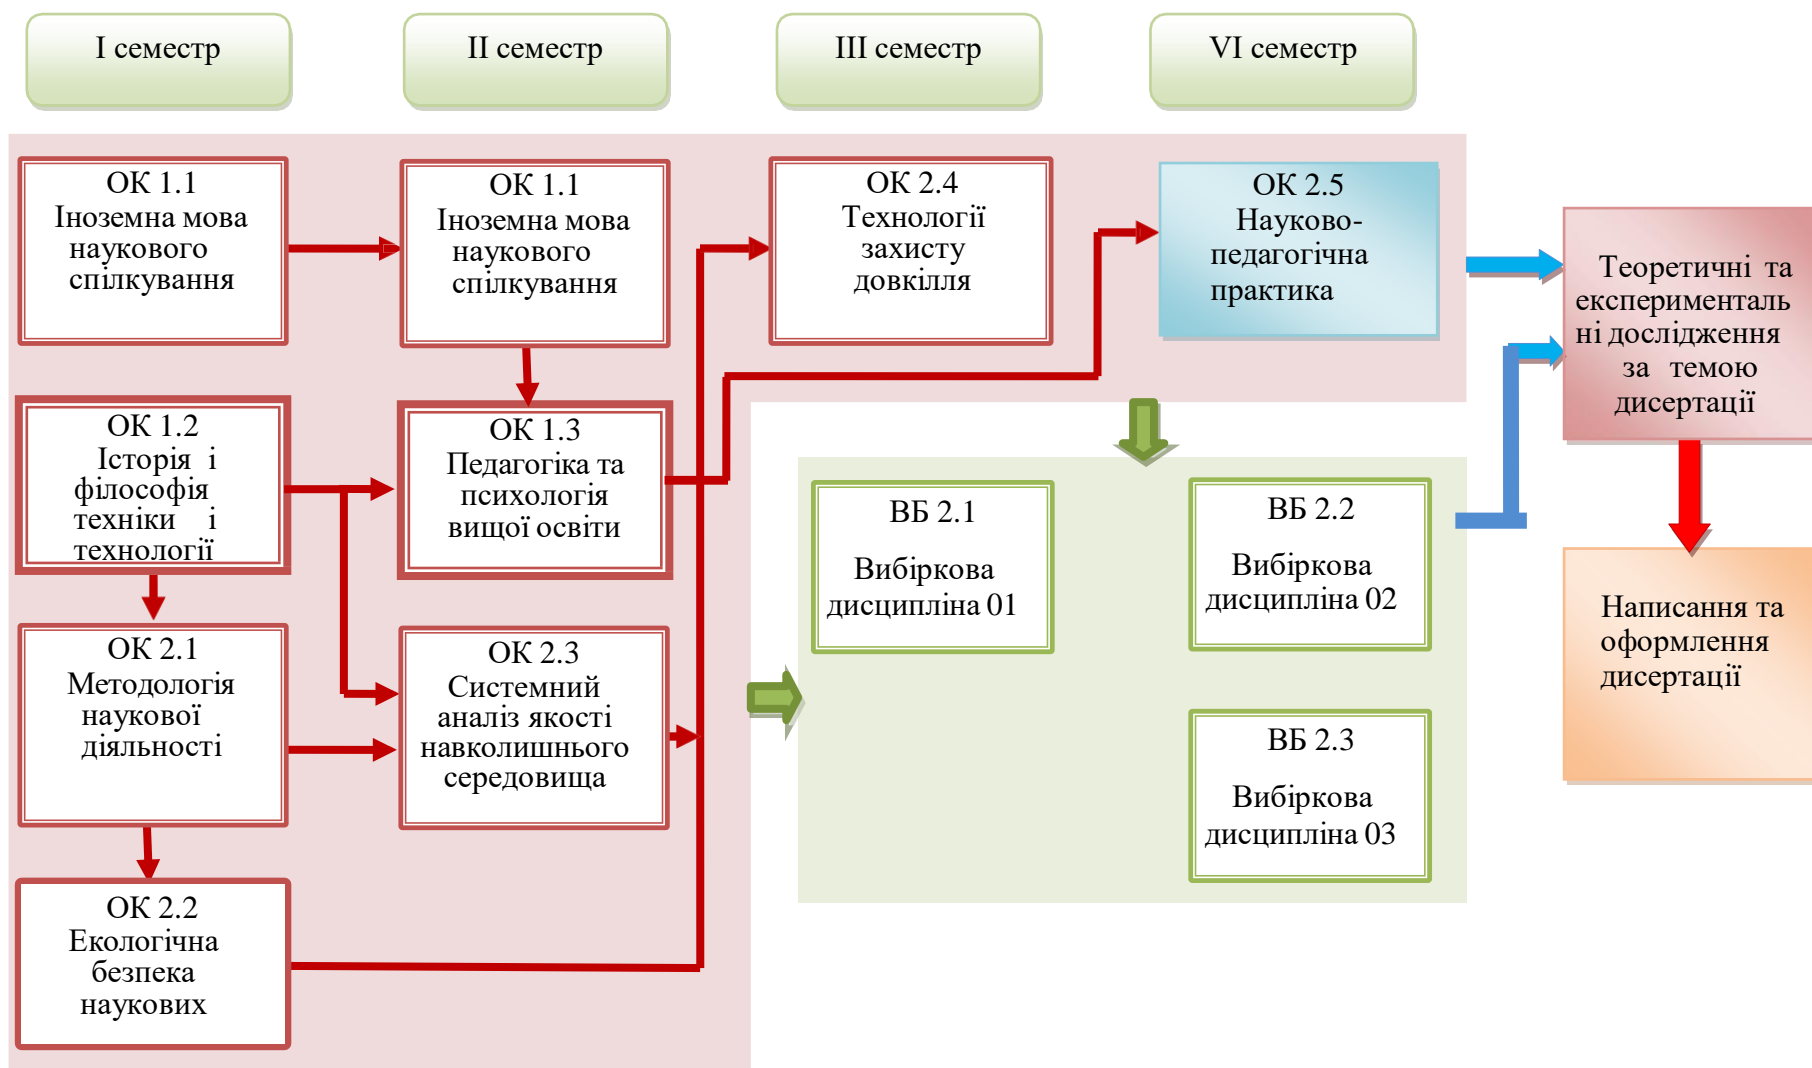 І семестр
ІІ семестр
ІІІ семестр
VI семестр
ОК 1.1
Іноземна мова
наукового
спілкування
ОК 1.1
Іноземна мова
наукового
спілкування
ОК 2.4
Технології
захисту
довкілля
ОК 2.5
Науково-
педагогічна
практика
Теоретичні та
експерименталь
ні дослідження
за темою
дисертації
ОК 1.2
Історія і
філософія
техніки і
технології
ОК 1.3
Педагогіка та
психологія
вищої освіти
ВБ 2.1
Вибіркова
дисципліна 01
ВБ 2.2
Вибіркова
дисципліна 02
Написання та
оформлення
дисертації
ОК 2.1
Методологія
наукової
діяльності
ОК 2.3
Системний
аналіз якості
навколишнього
середовища
ВБ 2.3
Вибіркова
дисципліна 03
ОК 2.2
Екологічна
безпека
наукових